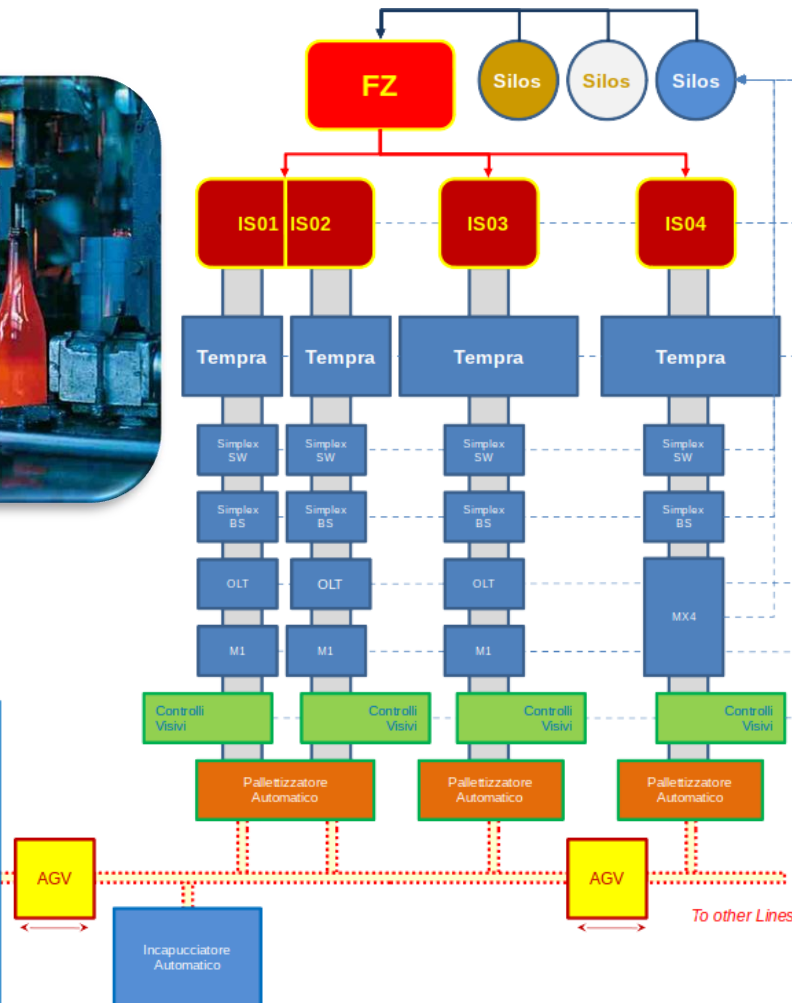 FZ
Silos
Silos
Silos
IS01
IS02
IS03
IS04
Tempra
Tempra
Tempra
Tempra
Simplex
SW
Simplex
SW
Simplex
SW
Simplex
SW
Simplex
BS
Simplex
BS
Simplex
BS
Simplex
BS
OLT
OLT
OLT
MX4
M1
M1
M1
Controlli
Visivi
Controlli
Visivi
Controlli
Visivi
Controlli
Visivi
Pallettizzatore
Automatico
Pallettizzatore
Automatico
Pallettizzatore
Automatico
AGV
AGV
To other Lines
Incapucciatore
Automatico